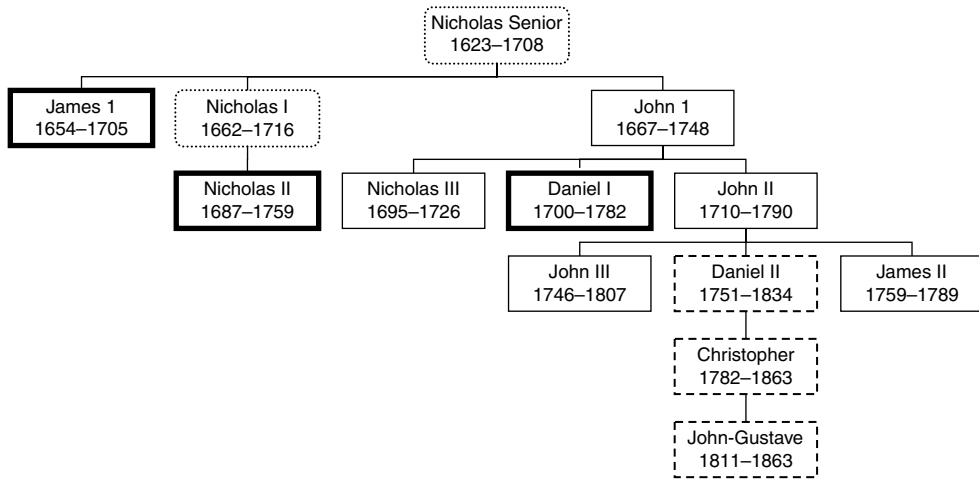 Nicholas Senior
1623–1708
James 1
1654–1705
Nicholas I
1662–1716
John 1
1667–1748
Nicholas II
1687–1759
Nicholas III
1695–1726
Daniel I
1700–1782
John II
1710–1790
John III
1746–1807
Daniel II
1751–1834
James II
1759–1789
Christopher
1782–1863
John-Gustave
1811–1863